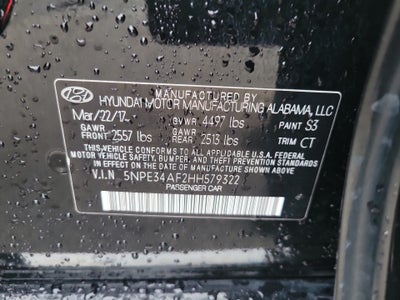 MANUFACTURED BY
HYUNDAI MOTOR MANUFACTURING ALABAMA, LLC
Mar/22/17 GVWR 4497 lbs PAINT S3
GAWR FRONT 2557 lbs GAWR REAR 2513 lbs TRIM CT
THIS VEHICLE CONFORMS TO ALL APPLICABLE U.S.A FEDERAL
MOTOR VEHICLE SAFETY, BUMPER, AND THEFT PREVENTION STANDARDS
IN EFFECT ON THE DATE OF MANUFACTURE SHOWN ABOVE.
V.I.N 5NPE34AF2HH579322
PASSENGER CAR